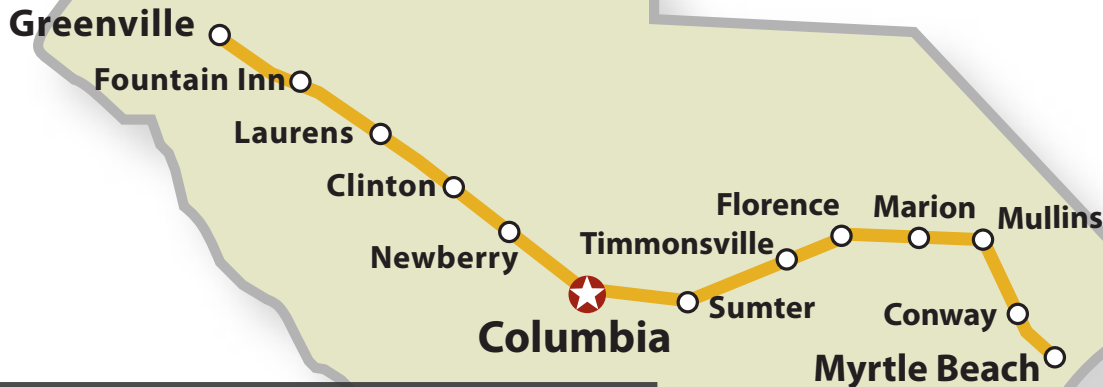 Greenville
Fountain Inn
Laurens
Clinton
Newberry
Columbia
Sumter
Timmonsville
Florence
Marion
Mullins
Conway
Myrtle Beach